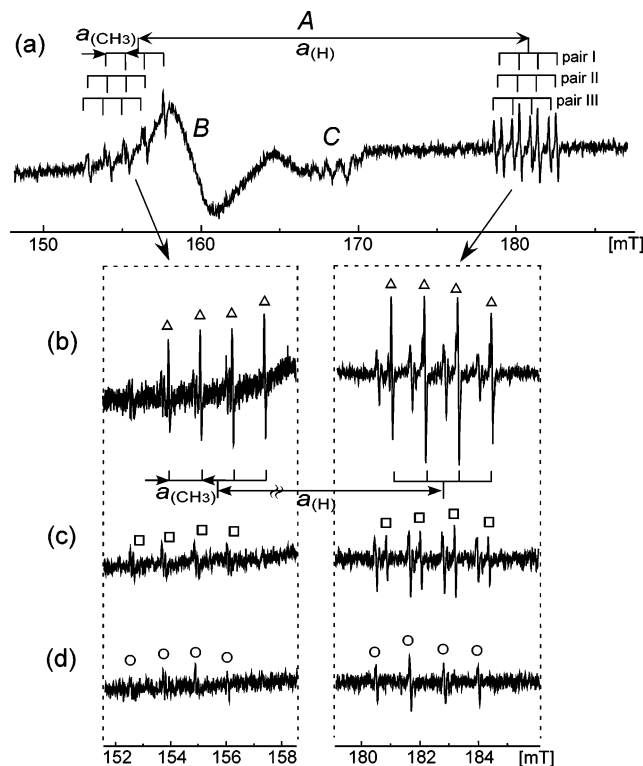 (a)
A
a(CH3)
a(H)
pair I
pair II
pair III
B
C
150 160 170 180 [mT]
(b)
a(CH3)
a(H)
(c)
(d)
152 154 156 158 180 182 184 [mT]